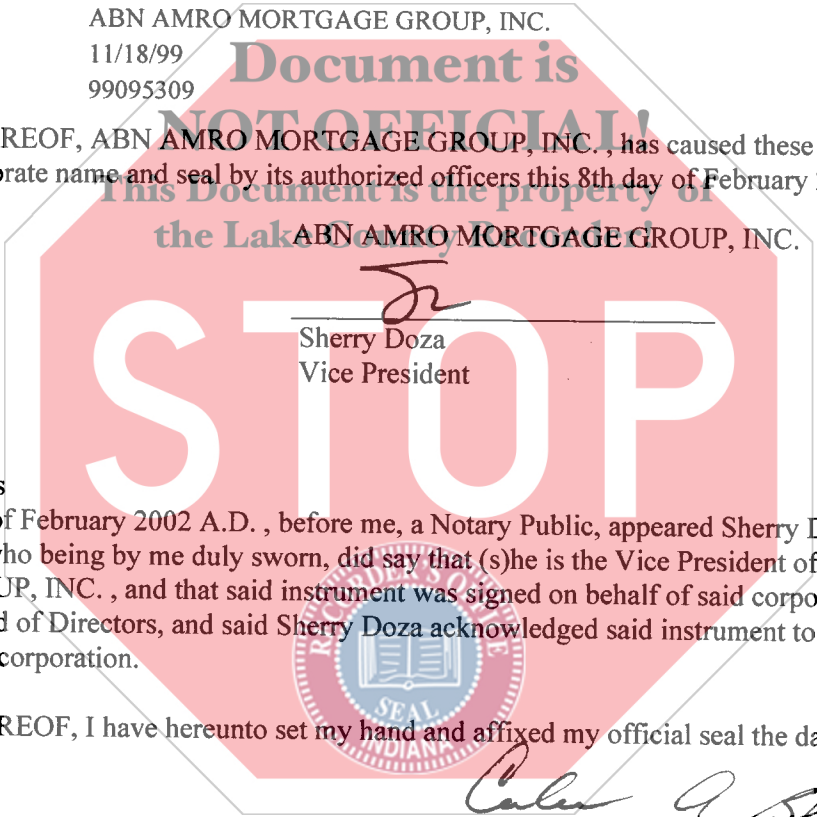 ABN AMRO MORTGAGE GROUP, INC.
11/18/99
Document is
99095309
NOT OFFICIAL!
REOF, ABN AMRO MORTGAGE GROUP, INC. , has caused these
rate name and seal by its authorized officers this 8th day of February
This Document is the property of
the Lake County Recorder!
ABN AMRO MORTGAGE GROUP, INC.
Sherry Doza
Vice President
STOP
s
of February 2002 A.D. , before me, a Notary Public, appeared Sherry D
ho being by me duly sworn, did say that (s)he is the Vice President of
UP, INC. , and that said instrument was signed on behalf of said corpo
d of Directors, and said Sherry Doza acknowledged said instrument to
corporation.
RECORDER'S OFFICE
SEAL
INDIANA
REOF, I have hereunto set my hand and affixed my official seal the da